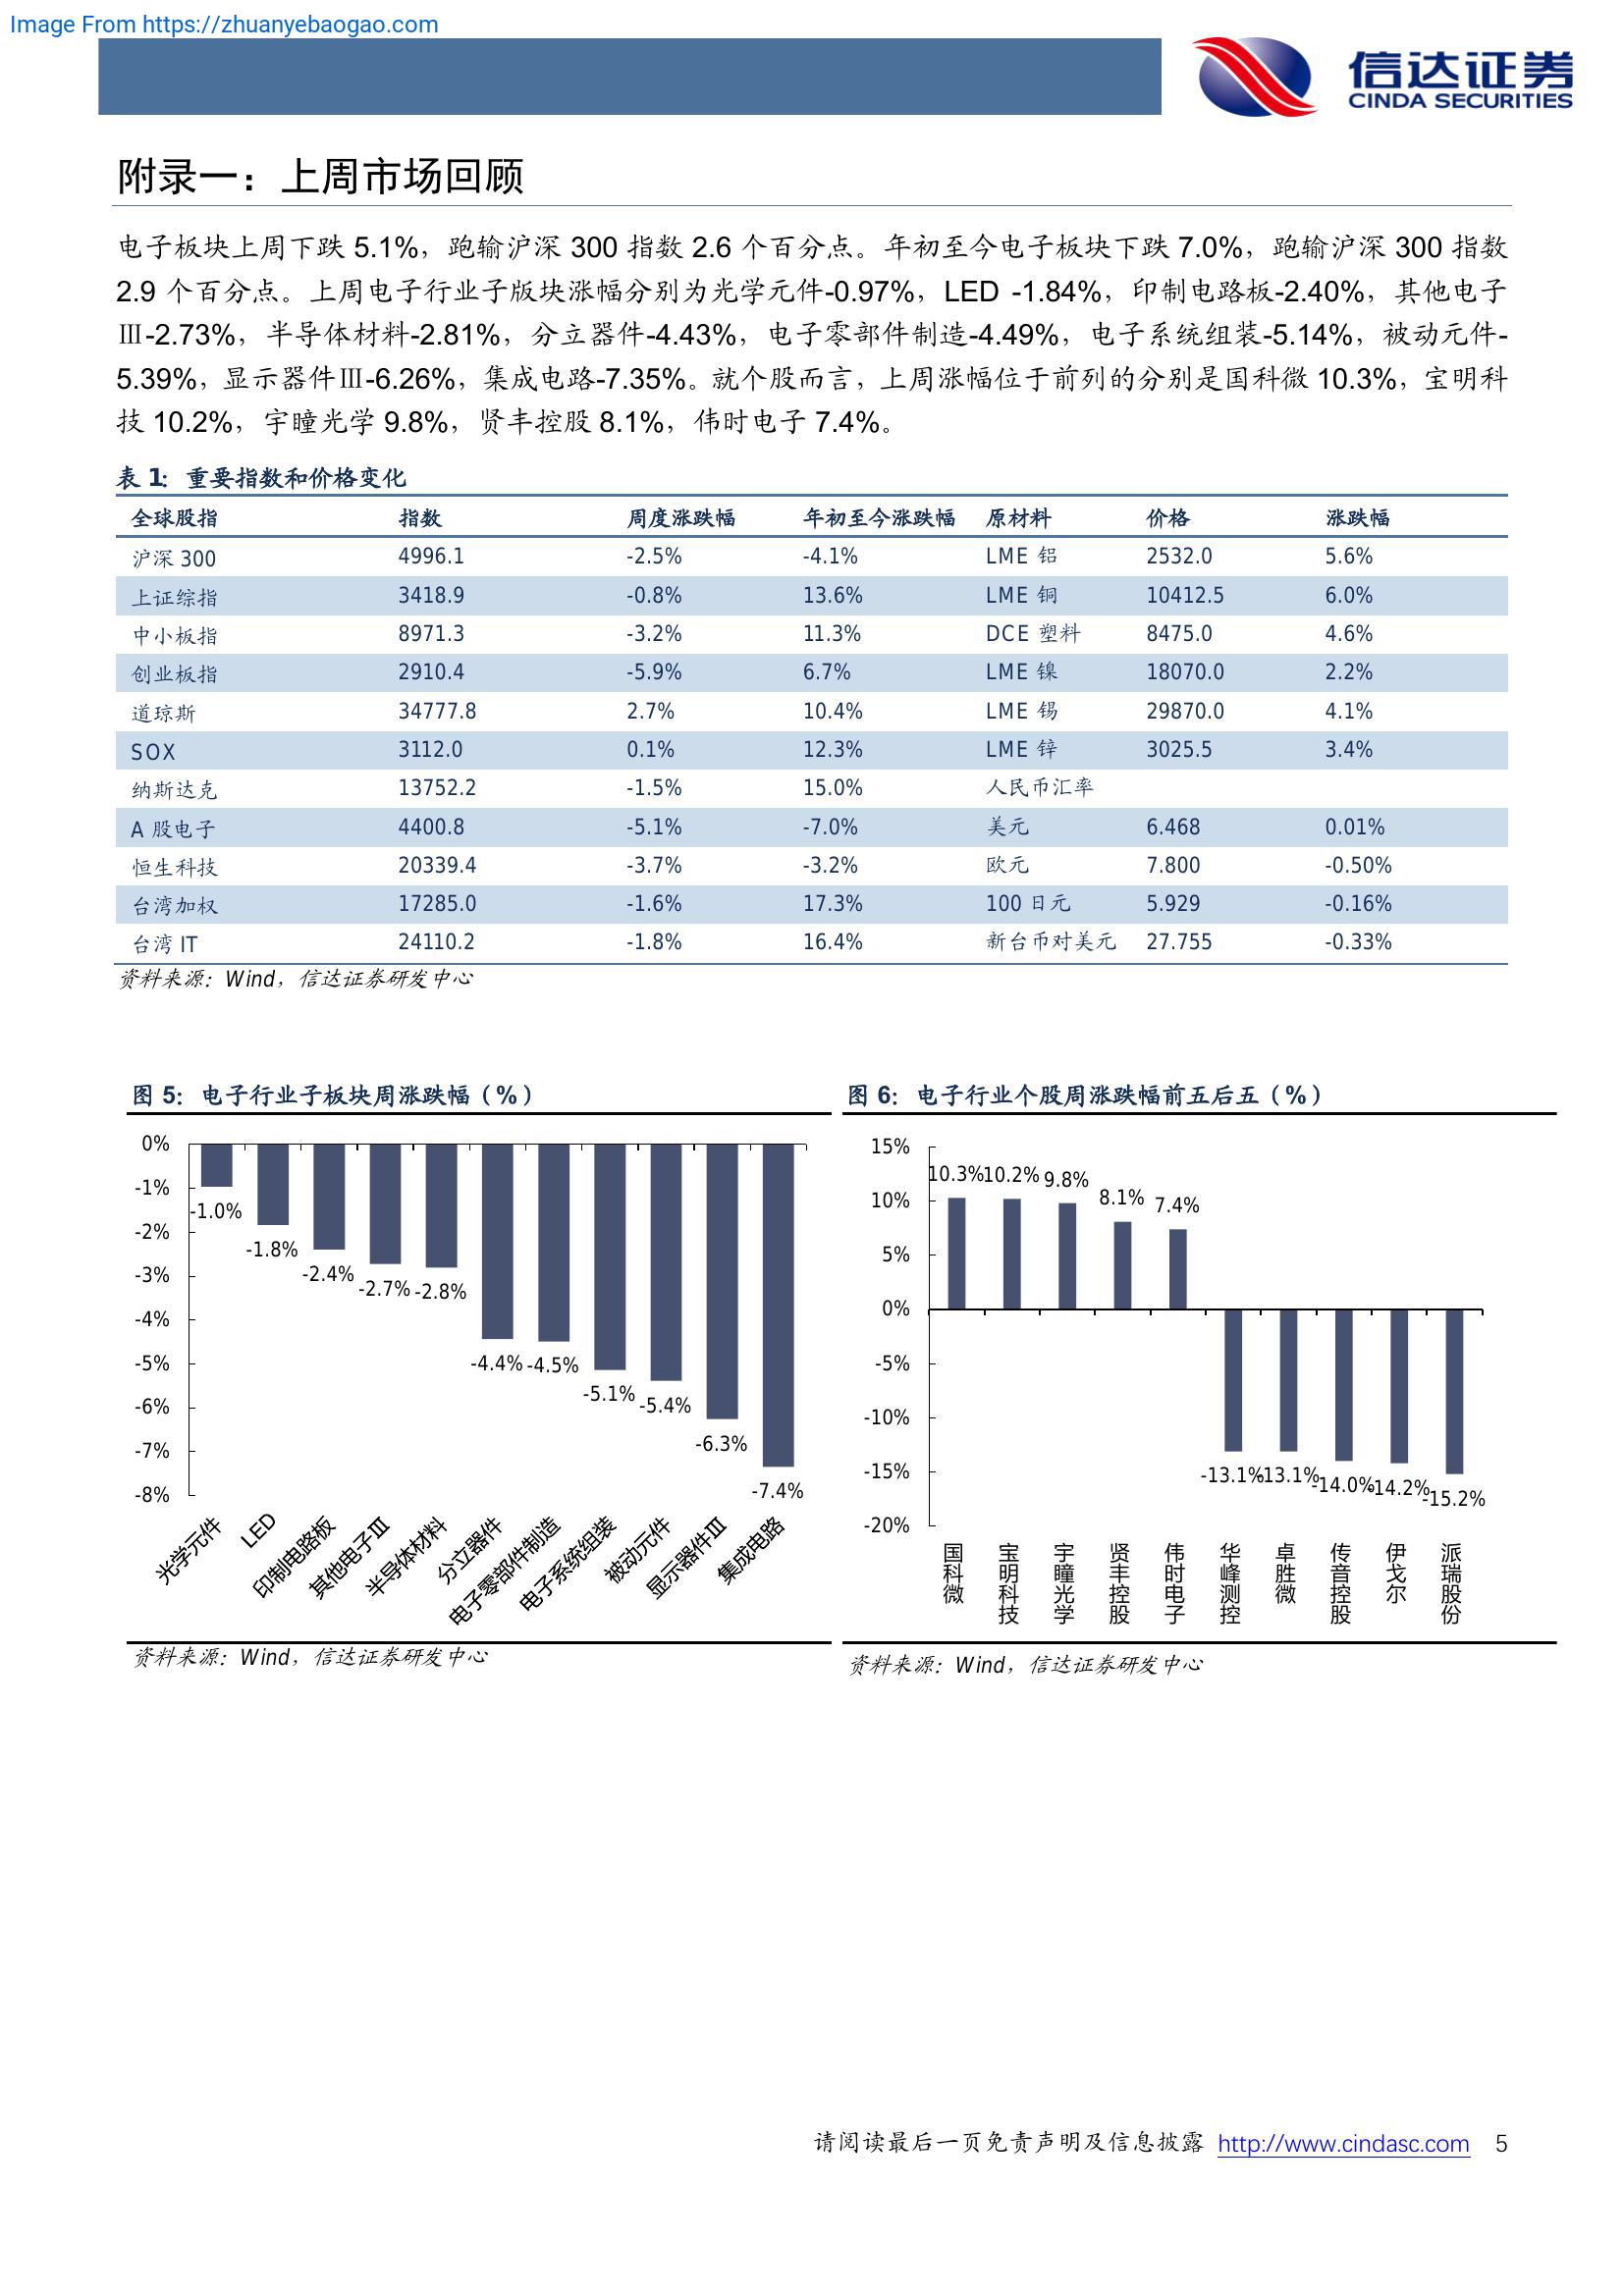 Image From https://zhuanyebaogao.com
信达证券
CINDA SECURITIES
附录一：上周市场回顾
电子板块上周下跌 5.1%，跑输沪深 300 指数 2.6 个百分点。年初至今电子板块下跌 7.0%，跑输沪深 300 指数
2.9 个百分点。上周电子行业子版块涨幅分别为光学元件-0.97%，LED -1.84%，印制电路板-2.40%，其他电子
Ⅲ-2.73%，半导体材料-2.81%，分立器件-4.43%，电子零部件制造-4.49%，电子系统组装-5.14%，被动元件-
5.39%，显示器件Ⅲ-6.26%，集成电路-7.35%。就个股而言，上周涨幅位于前列的分别是国科微 10.3%，宝明科
技 10.2%，宇瞳光学 9.8%，贤丰控股 8.1%，伟时电子 7.4%。
表 1：重要指数和价格变化
全球股指 指数 周度涨跌幅 年初至今涨跌幅 原材料 价格 涨跌幅
沪深 300 4996.1 -2.5% -4.1% LME 铝 2532.0 5.6%
上证综指 3418.9 -0.8% 13.6% LME 铜 10412.5 6.0%
中小板指 8971.3 -3.2% 11.3% DCE 塑料 8475.0 4.6%
创业板指 2910.4 -5.9% 6.7% LME 镍 18070.0 2.2%
道琼斯 34777.8 2.7% 10.4% LME 锡 29870.0 4.1%
SOX 3112.0 0.1% 12.3% LME 锌 3025.5 3.4%
纳斯达克 13752.2 -1.5% 15.0% 人民币汇率
A 股电子 4400.8 -5.1% -7.0% 美元 6.468 0.01%
恒生科技 20339.4 -3.7% -3.2% 欧元 7.800 -0.50%
台湾加权 17285.0 -1.6% 17.3% 100 日元 5.929 -0.16%
台湾 IT 24110.2 -1.8% 16.4% 新台币对美元 27.755 -0.33%
资料来源：Wind，信达证券研发中心
图 5：电子行业子板块周涨跌幅（%）
0%
-1%
-2%
-3%
-4%
-5%
-6%
-7%
-8%
-1.0%
-1.8%
-2.4%
-2.7%
-2.8%
-4.4%
-4.5%
-5.1%
-5.4%
-6.3%
-7.4%
光学元件
LED
印制电路板
其他电子Ⅲ
半导体材料
分立器件
电子零部件制造
电子系统组装
被动元件
显示器件Ⅲ
集成电路
资料来源：Wind，信达证券研发中心
图 6：电子行业个股周涨跌幅前五后五（%）
15%
10%
5%
0%
-5%
-10%
-15%
-20%
10.3%
10.2%
9.8%
8.1%
7.4%
-13.1%
-13.1%
-14.0%
-14.2%
-15.2%
国科微
宝明科技
宇瞳光学
贤丰控股
伟时电子
华峰测控
卓胜微
传音控股
伊戈尔
派瑞股份
资料来源：Wind，信达证券研发中心
请阅读最后一页免责声明及信息披露 http://www.cindasc.com 5